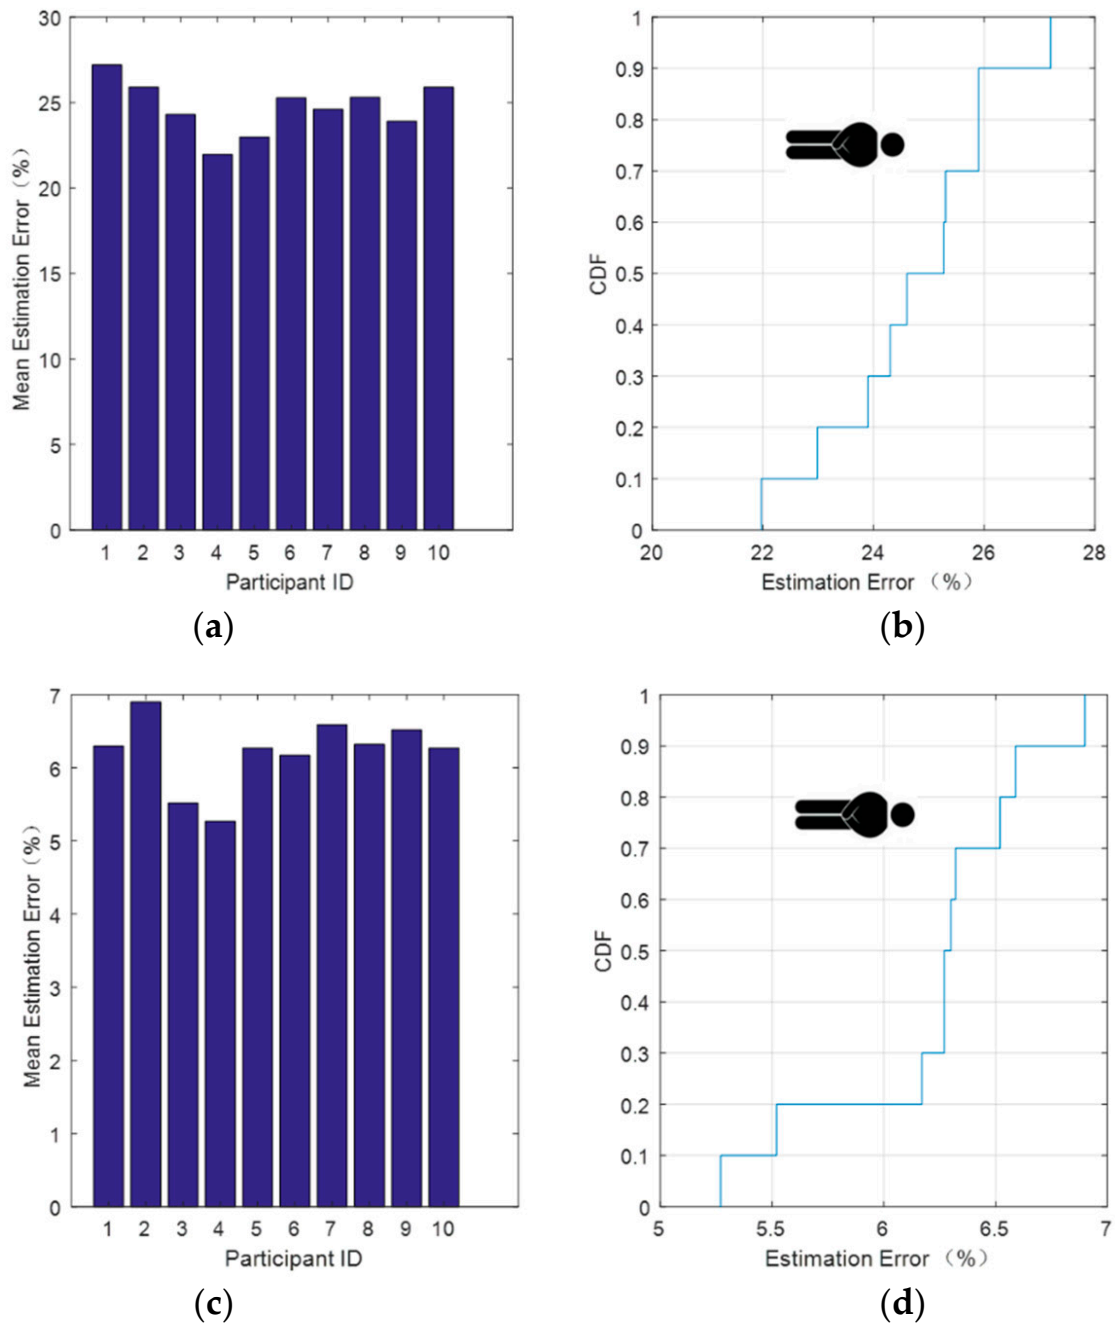 30
25
20
15
10
5
0
Mean Estimation Error（%）
1 2 3 4 5 6 7 8 9 10
Participant ID
(a)
1
0.9
0.8
0.7
0.6
0.5
0.4
0.3
0.2
0.1
0
CDF
20 22 24 26 28
Estimation Error （%）
(b)
7
6
5
4
3
2
1
0
Mean Estimation Error（%）
1 2 3 4 5 6 7 8 9 10
Participant ID
(c)
1
0.9
0.8
0.7
0.6
0.5
0.4
0.3
0.2
0.1
0
CDF
5 5.5 6 6.5 7
Estimation Error （%）
(d)